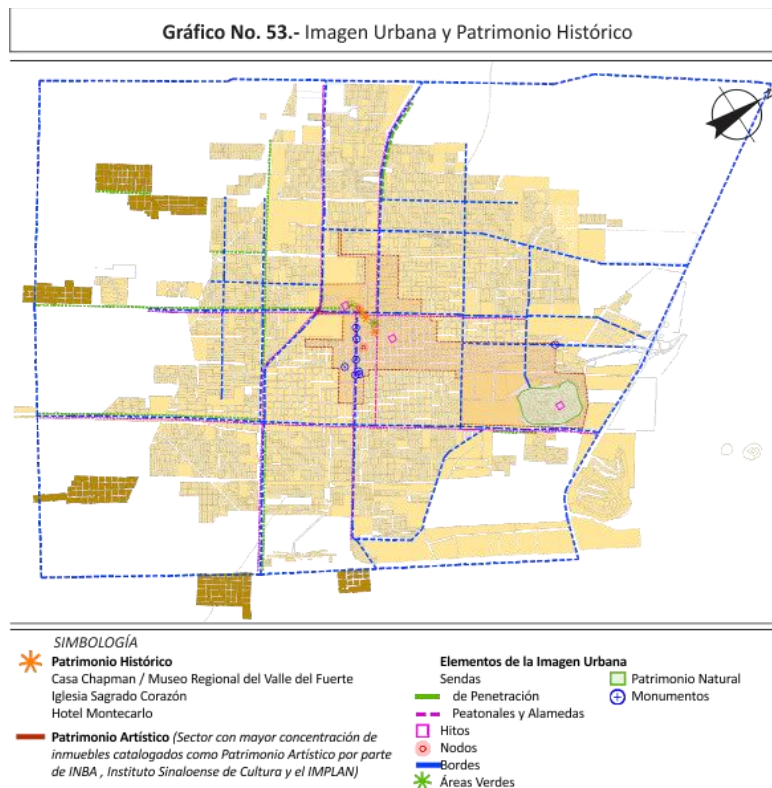 Gráfico No. 53.- Imagen Urbana y Patrimonio Histórico
SIMBOLOGÍA
Patrimonio Histórico
Casa Chapman / Museo Regional del Valle del Fuerte
Iglesia Sagrado Corazón
Hotel Montecarlo
Patrimonio Artístico (Sector con mayor concentración de
inmuebles catalogados como Patrimonio Artístico por parte
de INBA , Instituto Sinaloense de Cultura y el IMPLAN)
Elementos de la Imagen Urbana
Sendas
de Penetración
Peatonales y Alamedas
Hitos
Nodos
Bordes
Áreas Verdes
Patrimonio Natural
Monumentos